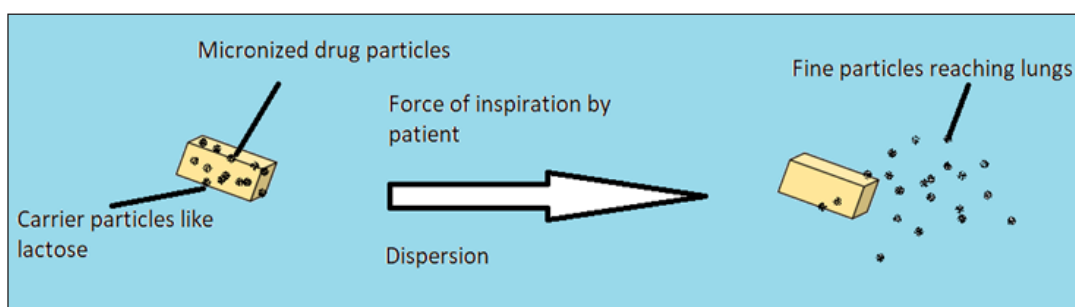 Micronized drug particles
Carrier particles like
lactose
Force of inspiration by
patient
Dispersion
Fine particles reaching lungs